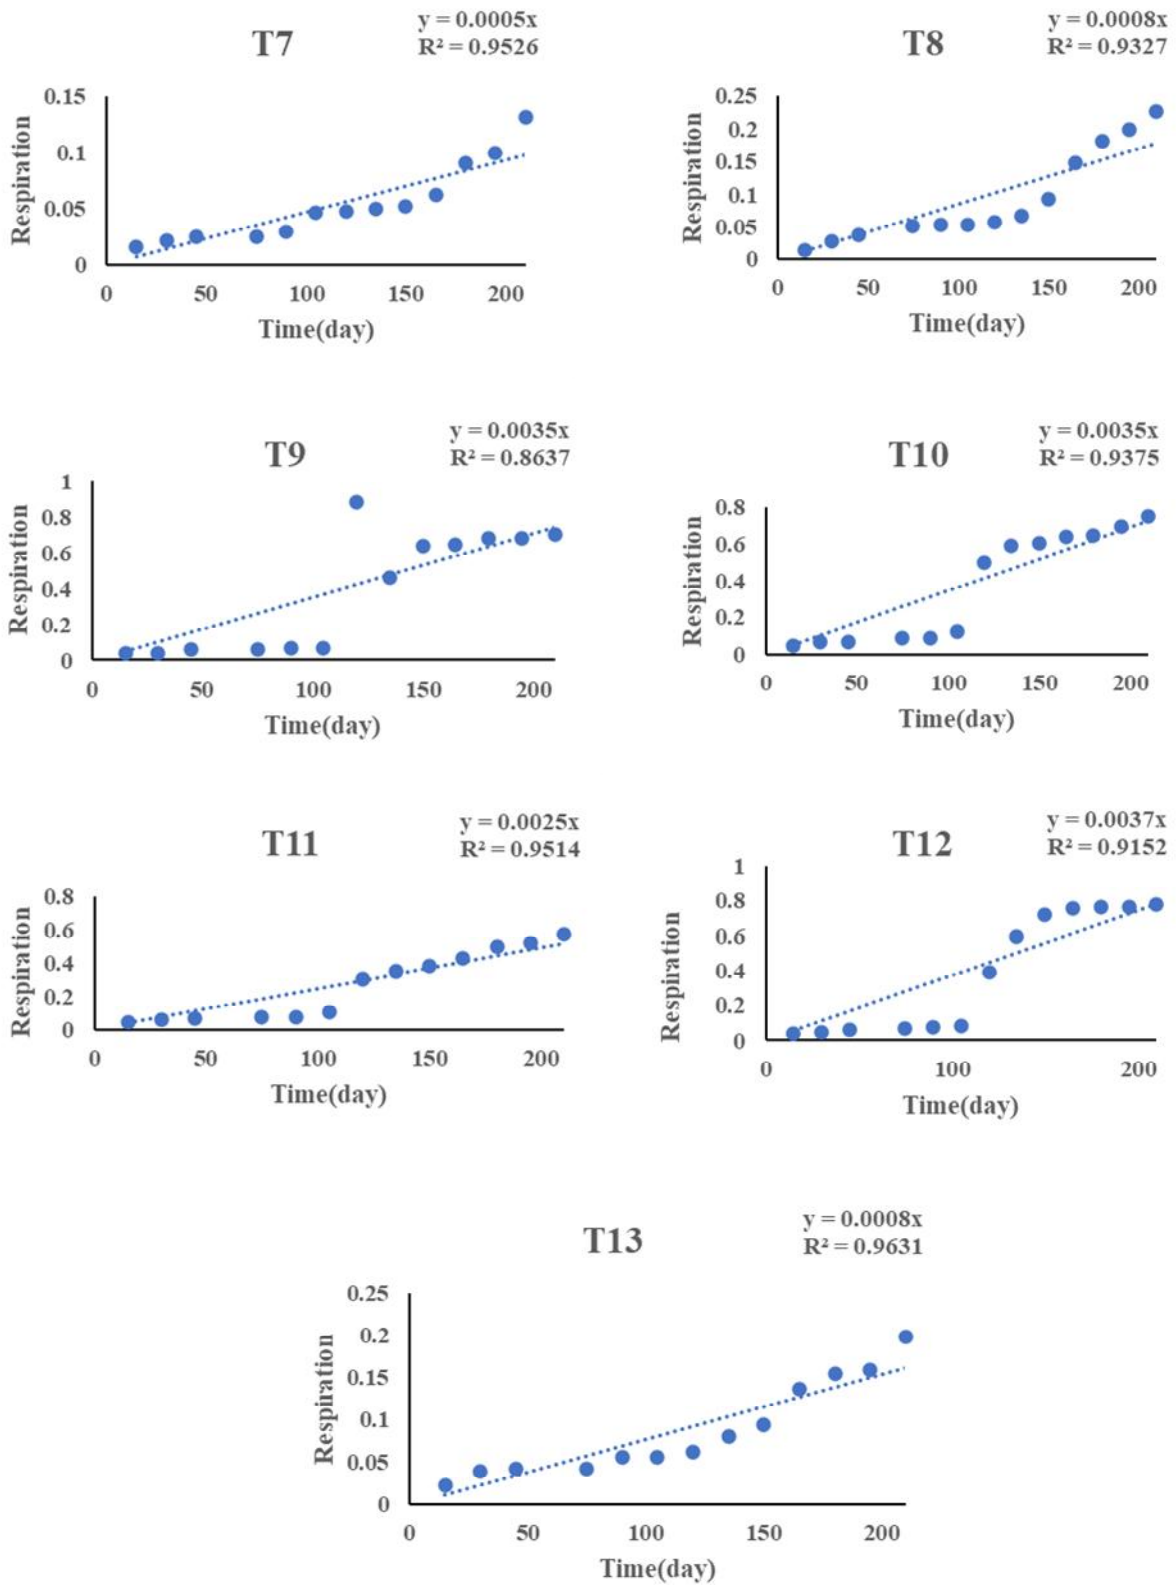 T7
y = 0.0005x
R² = 0.9526
0.15
0.1
0.05
0
Respiration
0 50 100 150 200
Time(day)
T8
y = 0.0008x
R² = 0.9327
0.25
0.2
0.15
0.1
0.05
0
Respiration
0 50 100 150 200
Time(day)
T9
y = 0.0035x
R² = 0.8637
1
0.8
0.6
0.4
0.2
0
Respiration
0 50 100 150 200
Time(day)
T10
y = 0.0035x
R² = 0.9375
0.8
0.6
0.4
0.2
0
Respiration
0 50 100 150 200
Time(day)
T11
y = 0.0025x
R² = 0.9514
0.8
0.6
0.4
0.2
0
Respiration
0 50 100 150 200
Time(day)
T12
y = 0.0037x
R² = 0.9152
1
0.8
0.6
0.4
0.2
0
Respiration
0 100 200
Time(day)
T13
y = 0.0008x
R² = 0.9631
0.25
0.2
0.15
0.1
0.05
0
Respiration
0 50 100 150 200
Time(day)